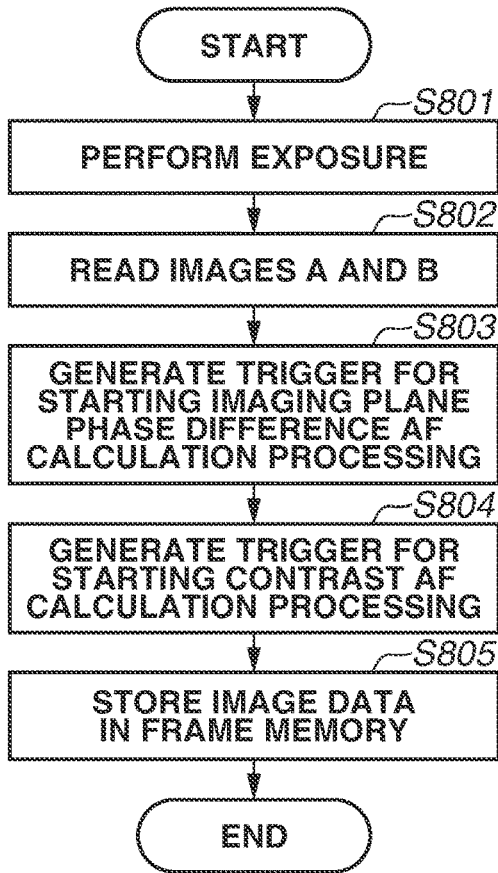 START
S801
PERFORM EXPOSURE
S802
READ IMAGES A AND B
S803
GENERATE TRIGGER FOR
STARTING IMAGING PLANE
PHASE DIFFERENCE AF
CALCULATION PROCESSING
S804
GENERATE TRIGGER FOR
STARTING CONTRAST AF
CALCULATION PROCESSING
S805
STORE IMAGE DATA
IN FRAME MEMORY
END